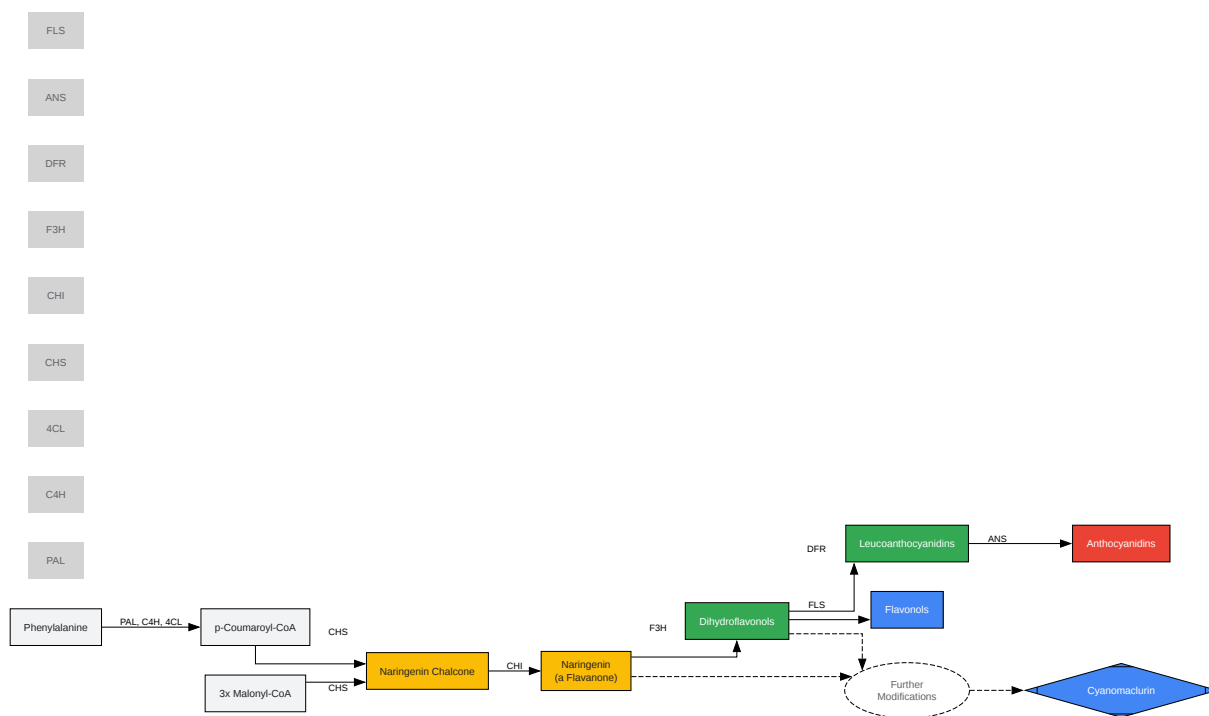 FLS
ANS
DFR
F3H
CHI
CHS
4CL
C4H
PAL
Phenylalanine
PAL, C4H, 4CL
p-Coumaroyl-CoA
3x Malonyl-CoA
CHS
CHS
Naringenin Chalcone
CHI
Naringenin
(a Flavanone)
F3H
Dihydroflavonols
DFR
FLS
Leucoanthocyanidins
ANS
Anthocyanidins
Flavonols
Further
Modifications
Cyanomaclurin